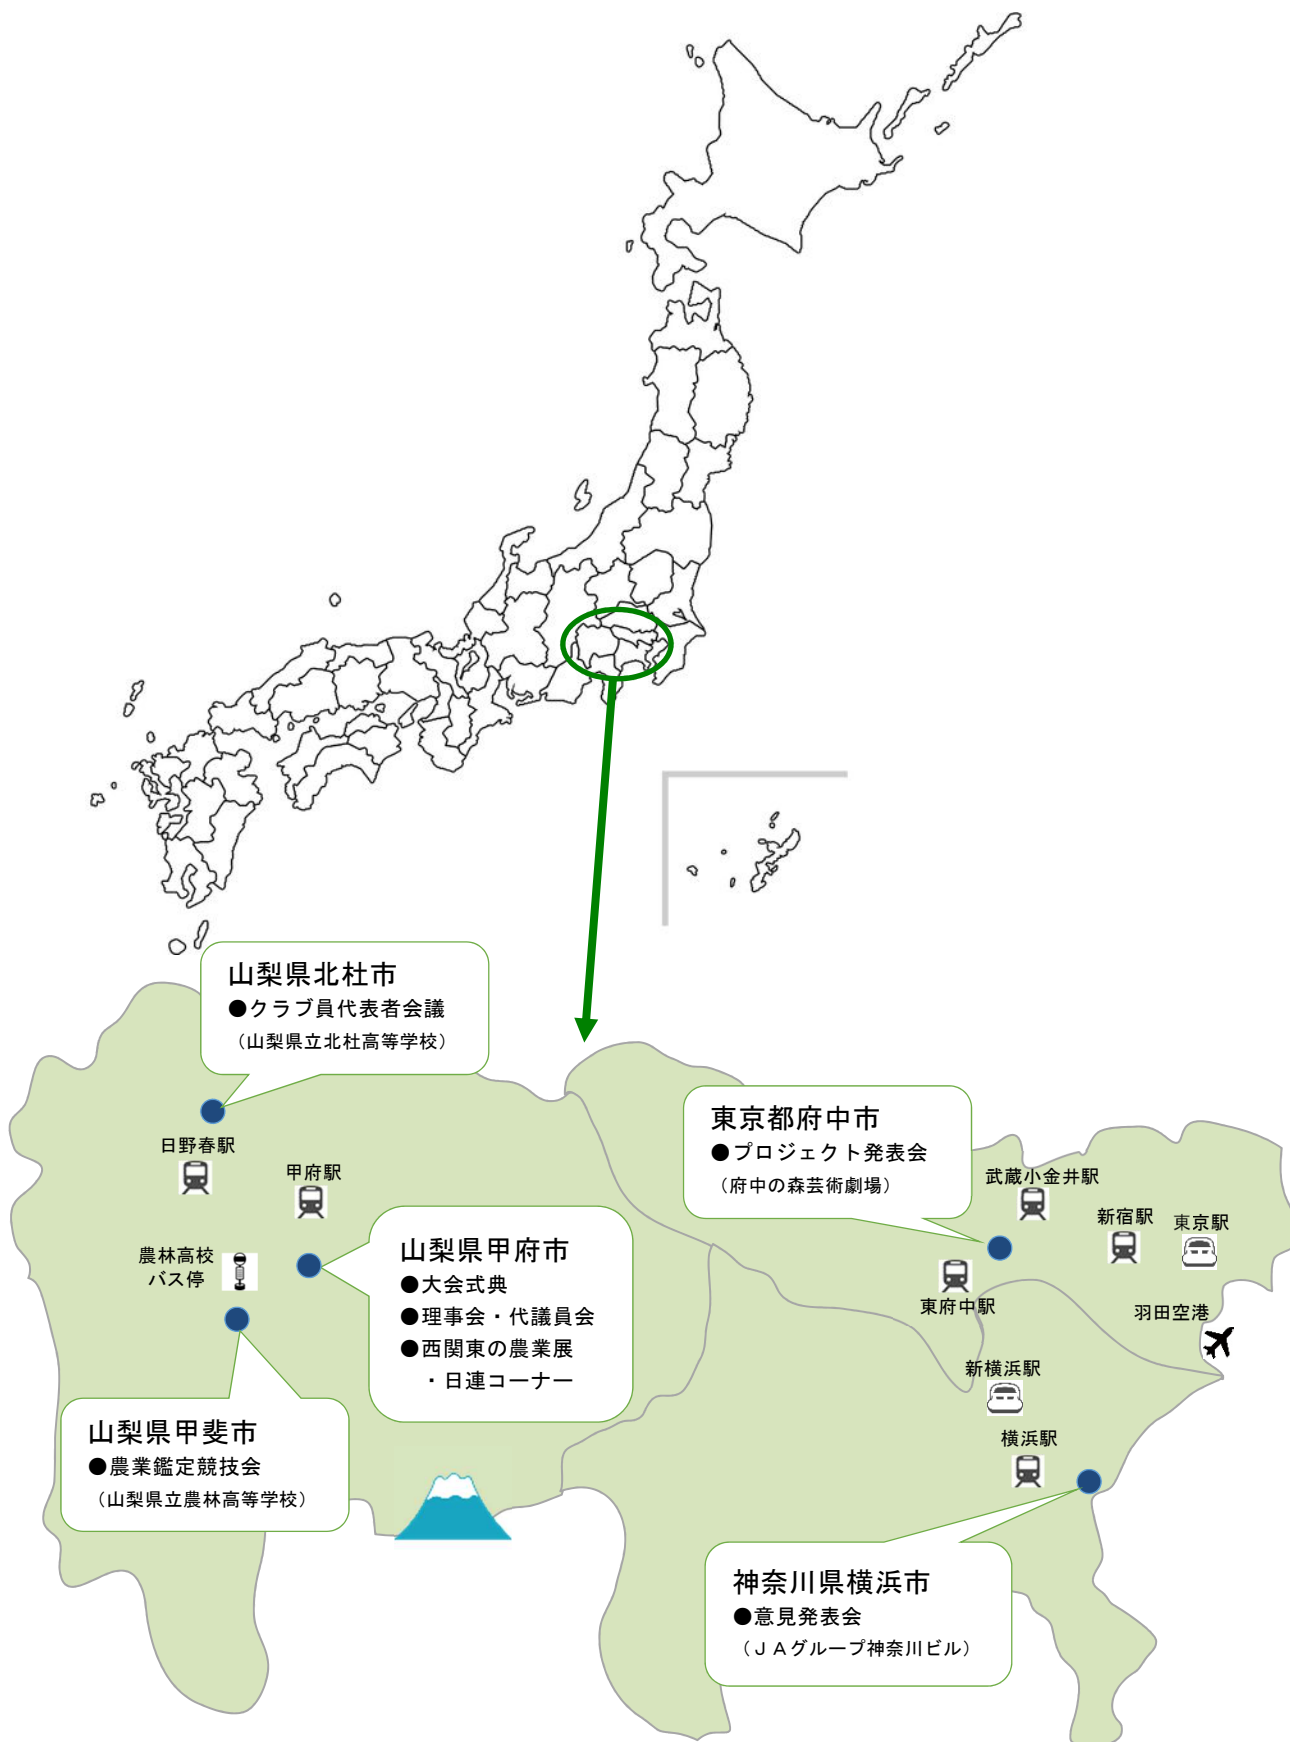 山梨県北杜市
●クラブ員代表者会議
（山梨県立北杜高等学校）
日野春駅
甲府駅
農林高校
バス停
山梨県甲府市
●大会式典
●理事会・代議員会
●西関東の農業展
・日連コーナー
山梨県甲斐市
●農業鑑定競技会
（山梨県立農林高等学校）
東京都府中市
●プロジェクト発表会
（府中の森芸術劇場）
武蔵小金井駅
新宿駅
東京駅
東府中駅
羽田空港
新横浜駅
横浜駅
神奈川県横浜市
●意見発表会
（ＪＡグループ神奈川ビル）